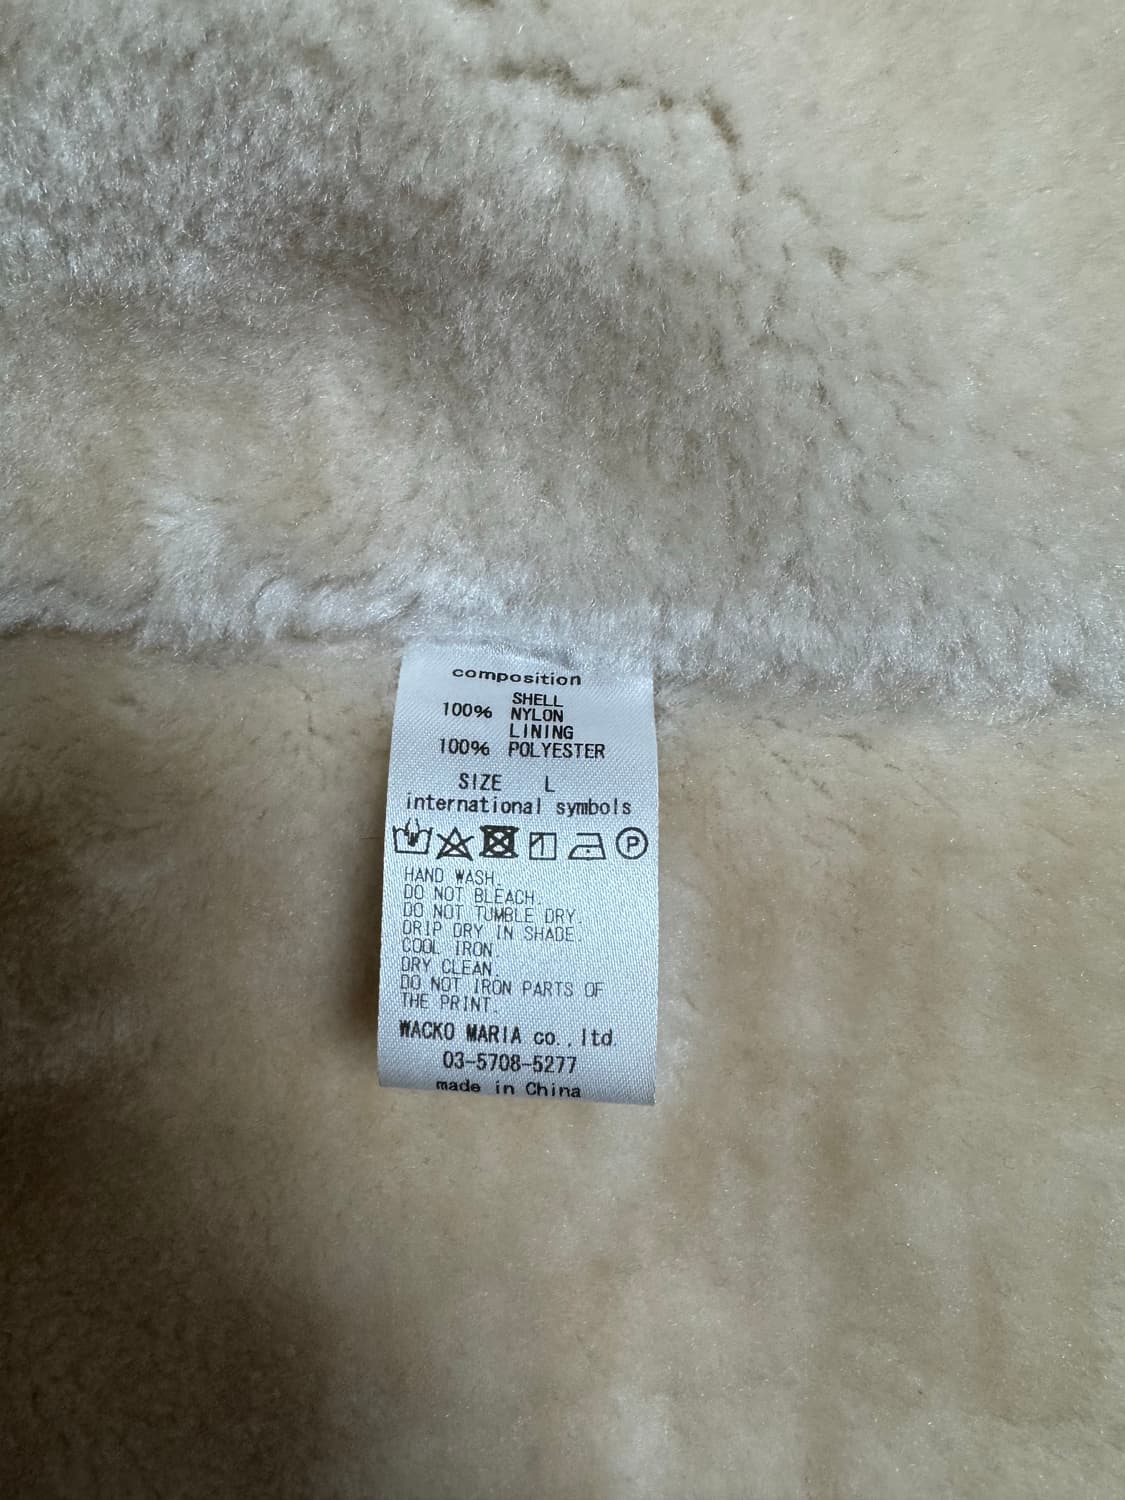 composition
SHELL
100% NYLON
LINING
100% POLYESTER
SIZE L
international symbols
P
HAND WASH.
DO NOT BLEACH.
DO NOT TUMBLE DRY.
DRIP DRY IN SHADE.
COOL IRON.
DRY CLEAN.
DO NOT IRON PARTS OF
THE PRINT.
WACKO MARIA co.,ltd.
03-5708-5277
made in China